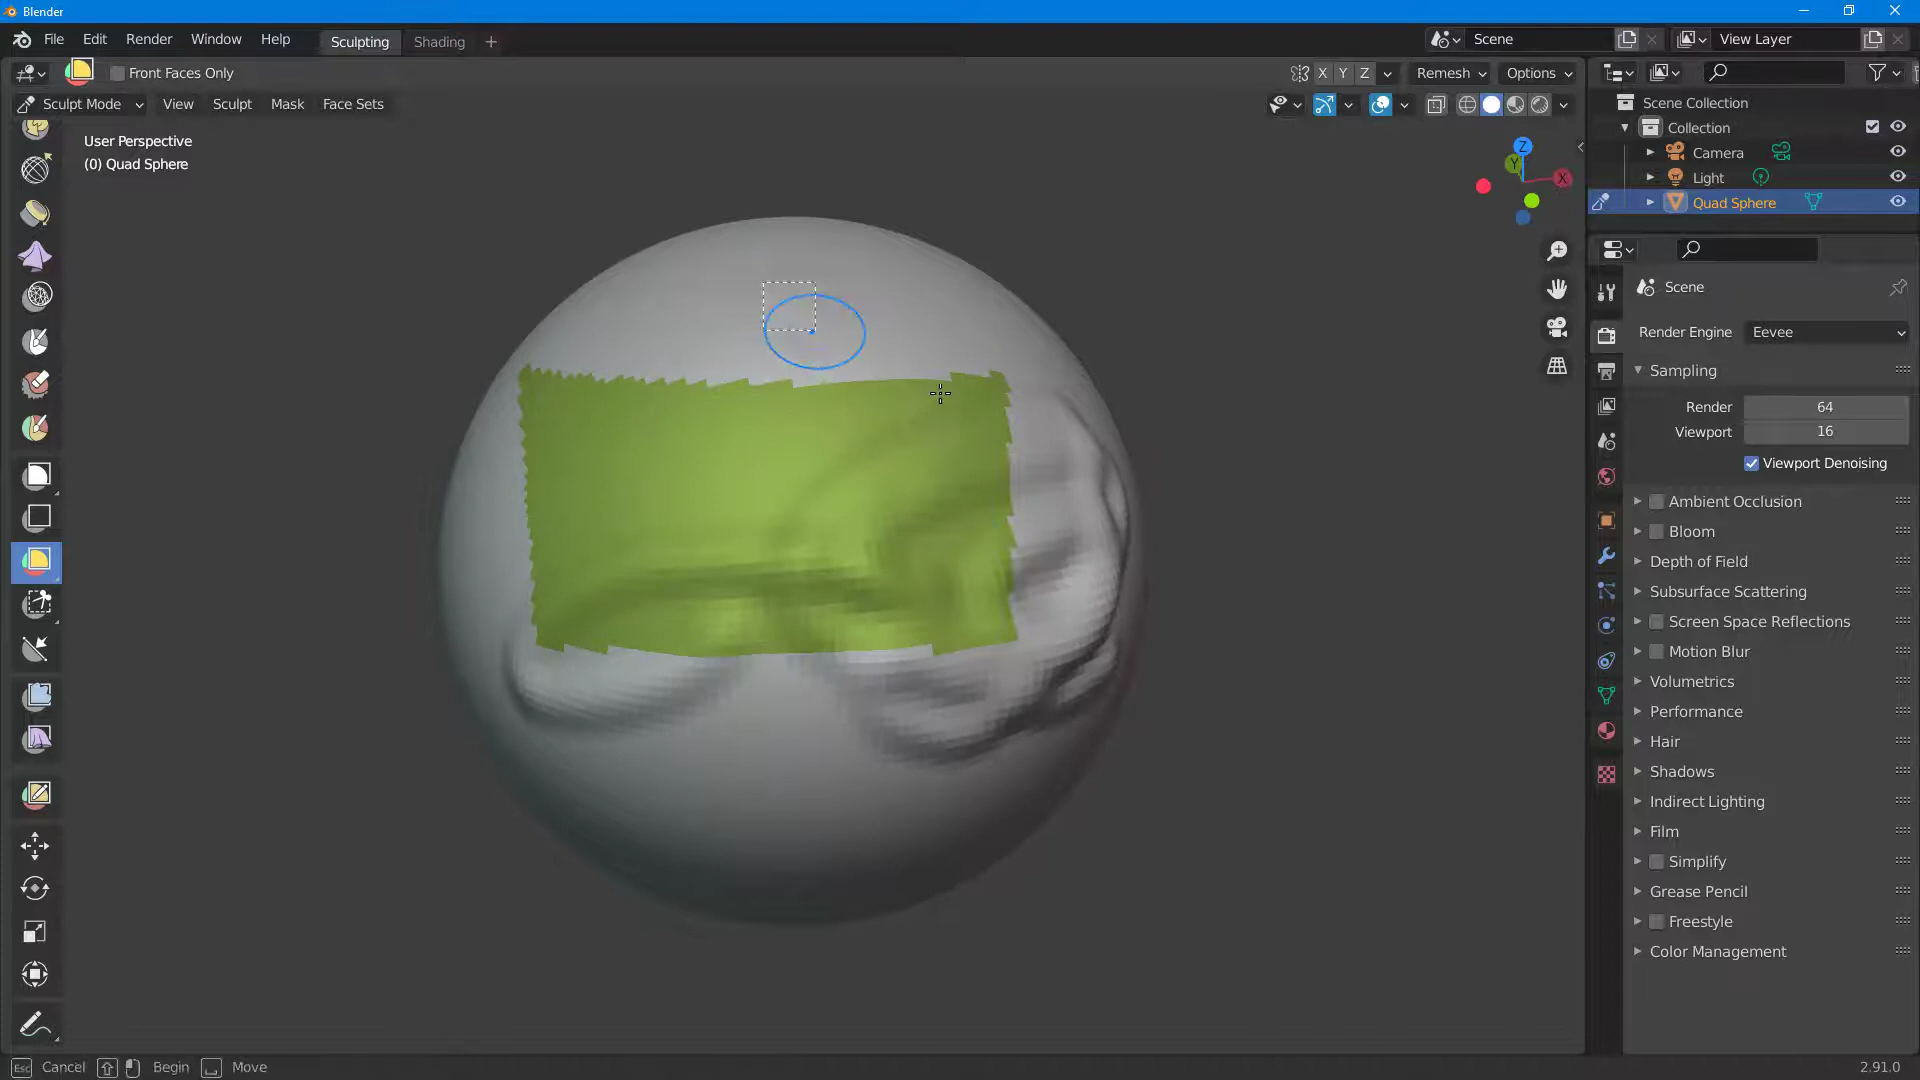 Blender
File Edit Render Window Help Sculpting Shading + Scene View Layer
Front Faces Only X Y Z Remesh Options
Sculpt Mode View Sculpt Mask Face Sets
User Perspective
(0) Quad Sphere
Z
Y
X
Scene Collection
Collection
Camera
Light
Quad Sphere
Scene
Render Engine Eevee
Sampling
Render 64
Viewport 16
Viewport Denoising
Ambient Occlusion
Bloom
Depth of Field
Subsurface Scattering
Screen Space Reflections
Motion Blur
Volumetrics
Performance
Hair
Shadows
Indirect Lighting
Film
Simplify
Grease Pencil
Freestyle
Color Management
Esc Cancel Begin Move 2.91.0